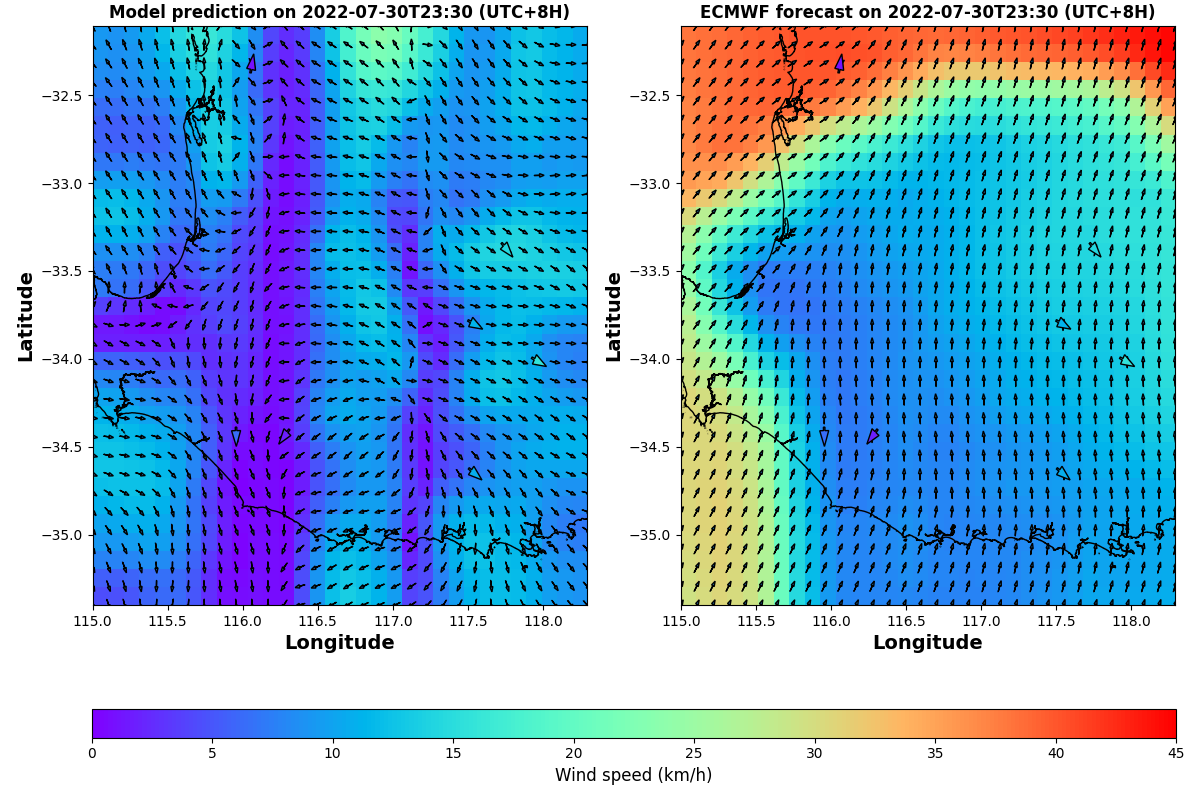 Model prediction on 2022-07-30T23:30 (UTC+8H)
ECMWF forecast on 2022-07-30T23:30 (UTC+8H)
Latitude
−32.5
−33.0
−33.5
−34.0
−34.5
−35.0
115.0 115.5 116.0 116.5 117.0 117.5 118.0
Longitude
Latitude
−32.5
−33.0
−33.5
−34.0
−34.5
−35.0
115.0 115.5 116.0 116.5 117.0 117.5 118.0
Longitude
0 5 10 15 20 25 30 35 40 45
Wind speed (km/h)